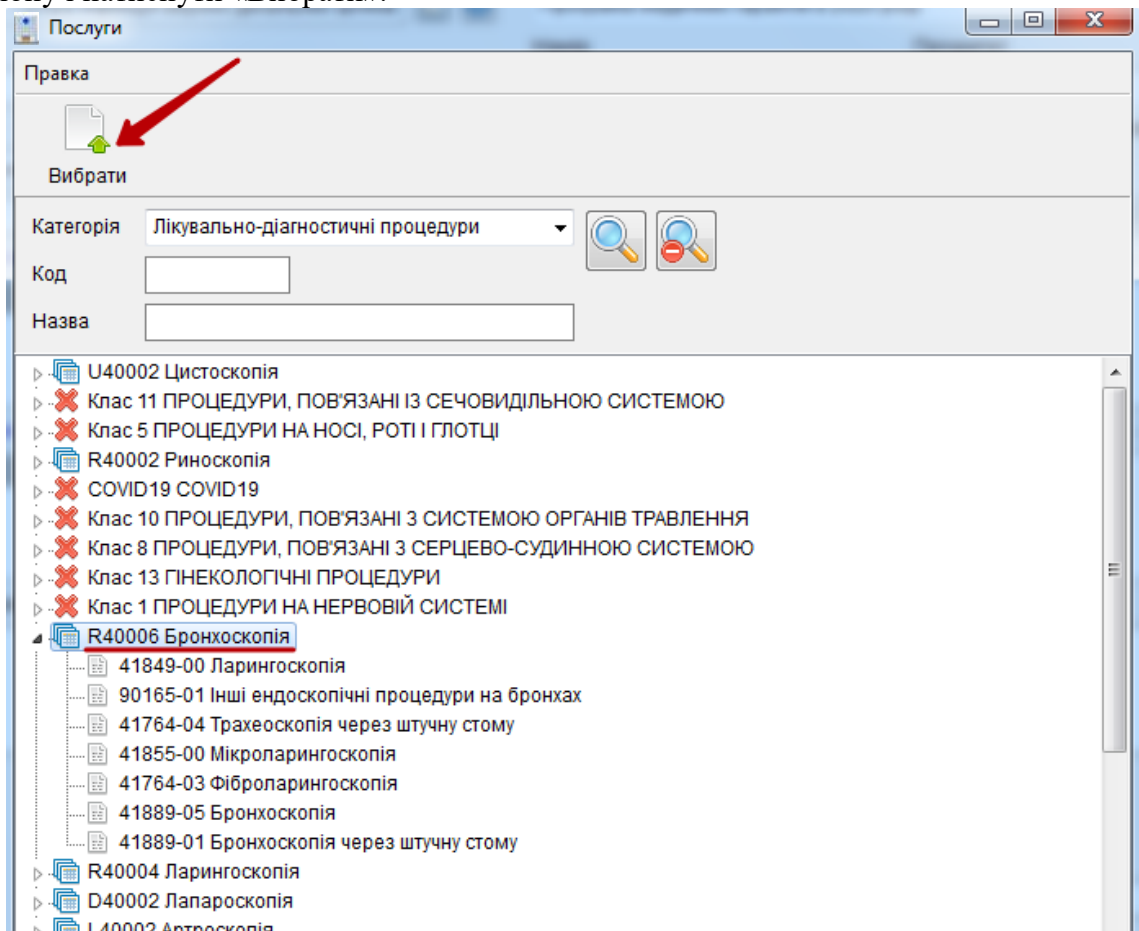 Послуги
Правка
Вибрати
Категорія Лікувально-діагностичні процедури
Код
Назва
U40002 Цистоскопія
Клас 11 ПРОЦЕДУРИ, ПОВ'ЯЗАНІ ІЗ СЕЧОВИДІЛЬНОЮ СИСТЕМОЮ
Клас 5 ПРОЦЕДУРИ НА НОСІ, РОТІ І ГЛОТЦІ
R40002 Риноскопія
COVID19 COVID19
Клас 10 ПРОЦЕДУРИ, ПОВ'ЯЗАНІ З СИСТЕМОЮ ОРГАНІВ ТРАВЛЕННЯ
Клас 8 ПРОЦЕДУРИ, ПОВ'ЯЗАНІ З СЕРЦЕВО-СУДИННОЮ СИСТЕМОЮ
Клас 13 ГІНЕКОЛОГІЧНІ ПРОЦЕДУРИ
Клас 1 ПРОЦЕДУРИ НА НЕРВОВІЙ СИСТЕМІ
R40006 Бронхоскопія
41849-00 Ларингоскопія
90165-01 Інші ендоскопічні процедури на бронхах
41764-04 Трахеоскопія через штучну стому
41855-00 Мікроларингоскопія
41764-03 Фіброларингоскопія
41889-05 Бронхоскопія
41889-01 Бронхоскопія через штучну стому
R40004 Ларингоскопія
D40002 Лапароскопія
L40002 Артроскопія